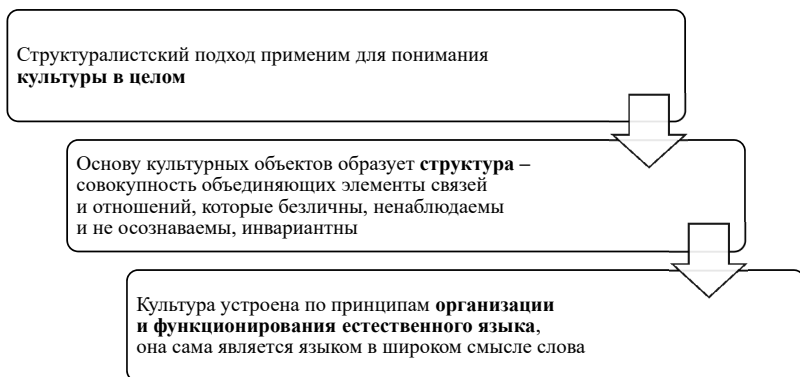 Структуралистский подход применим для понимания
культуры в целом
Основу культурных объектов образует структура –
совокупность объединяющих элементы связей
и отношений, которые безличны, ненаблюдаемы
и не осознаваемы, инвариантны
Культура устроена по принципам организации
и функционирования естественного языка,
она сама является языком в широком смысле слова